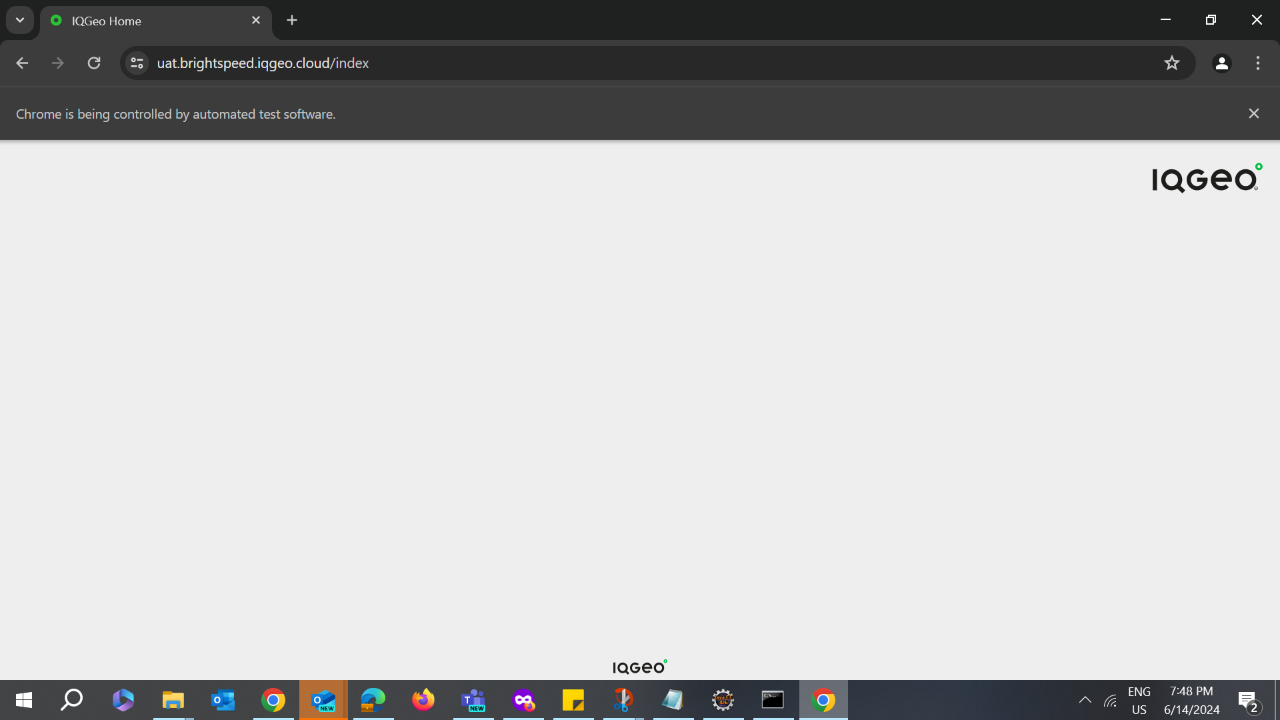 IQGeo Home
uat.brightspeed.iqgeo.cloud/index
Chrome is being controlled by automated test software.
IQGeo
IQGeo
NEW
NEW
ENG
US
7:48 PM
6/14/2024
2